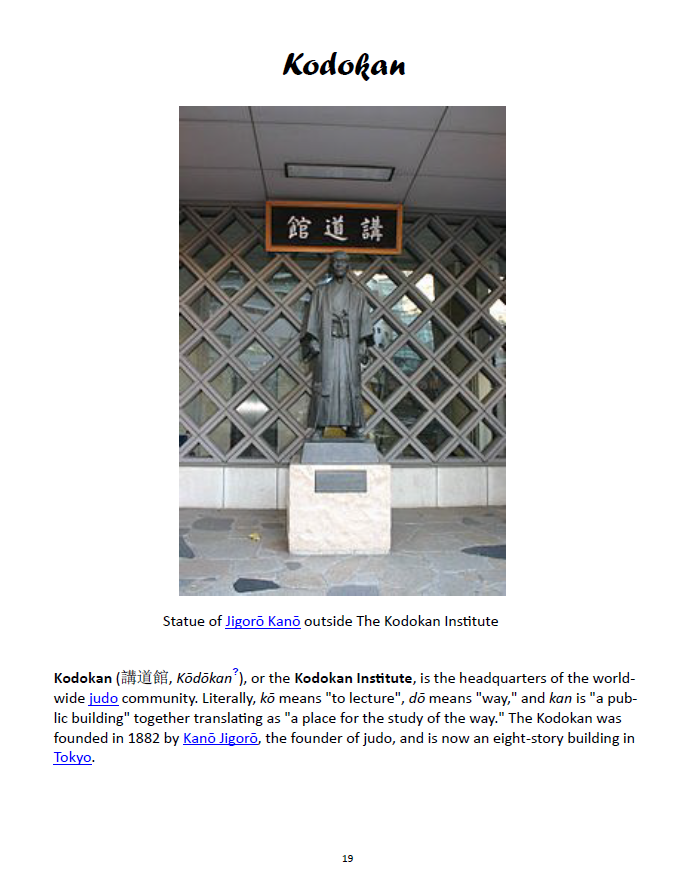 Kodokan
館道講
Statue of Jigorō Kanō outside The Kodokan Institute
Kodokan (講道館, Kōdōkan?), or the Kodokan Institute, is the headquarters of the world-
wide judo community. Literally, kō means "to lecture", dō means "way," and kan is "a pub-
lic building" together translating as "a place for the study of the way." The Kodokan was
founded in 1882 by Kanō Jigorō, the founder of judo, and is now an eight-story building in
Tokyo.
19